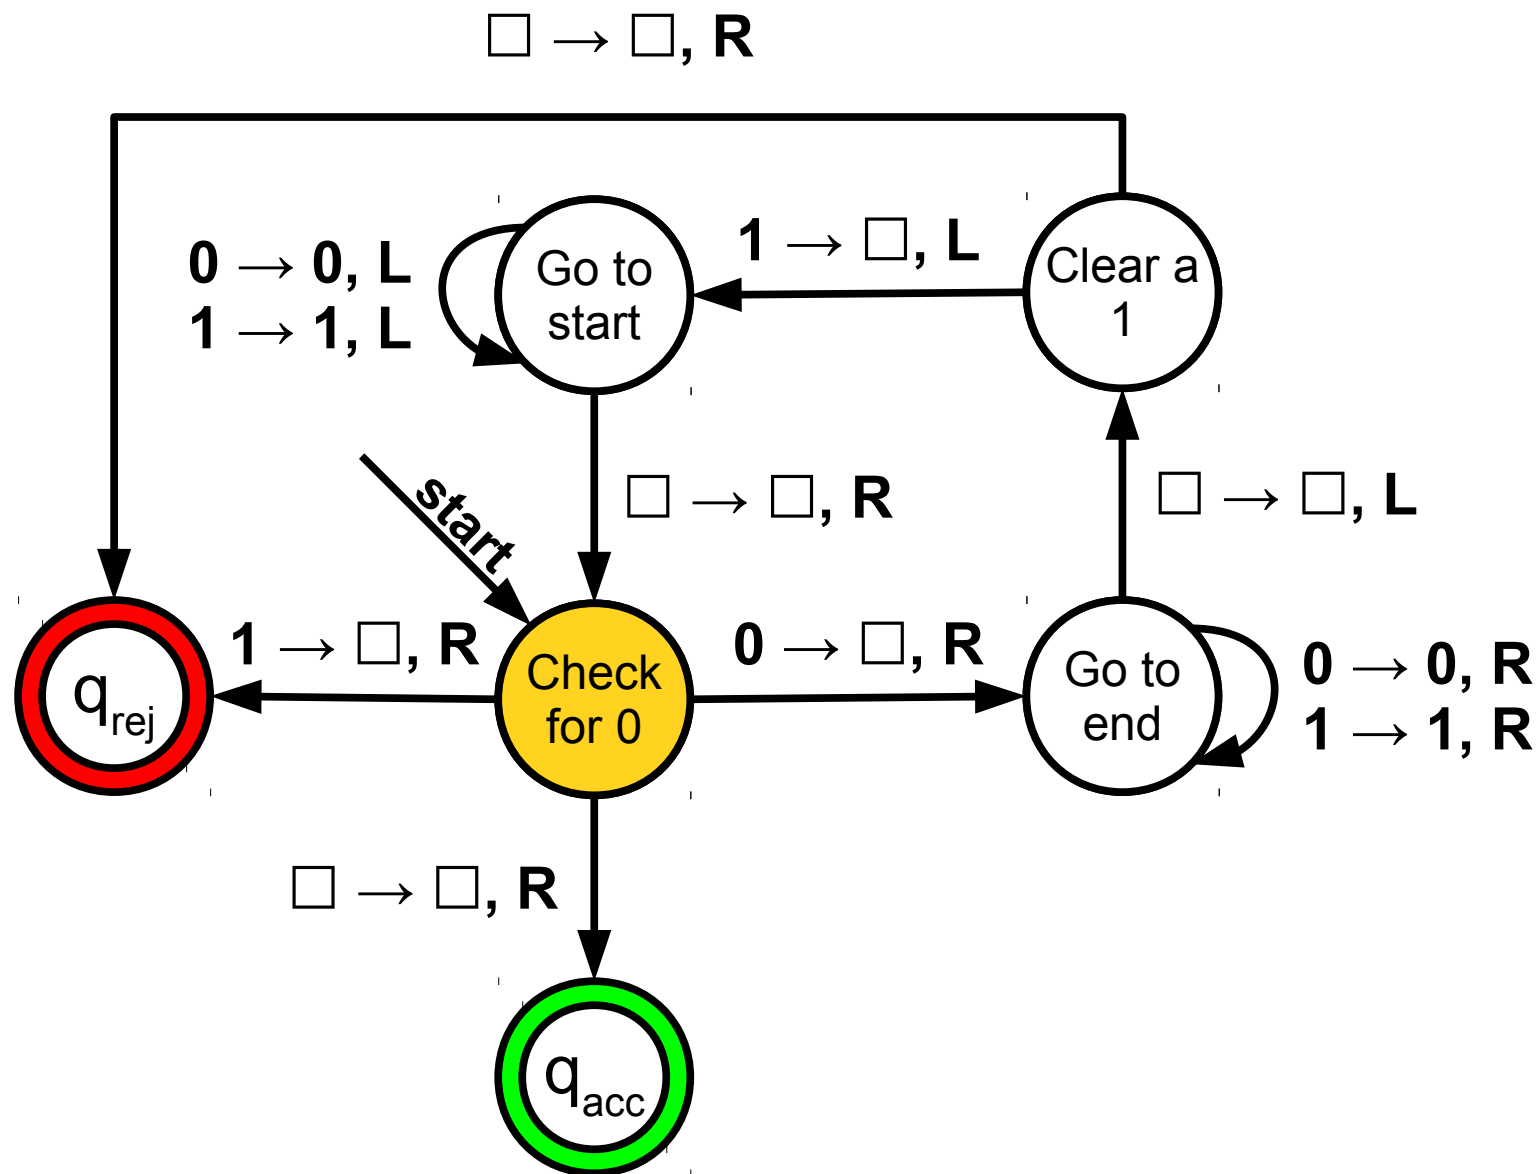 □ → □, R
0 → 0, L
1 → 1, L
Go to
start
1 → □, L
Clear a
1
□ → □, R
□ → □, L
start
q_rej
1 → □, R
Check
for 0
0 → □, R
Go to
end
0 → 0, R
1 → 1, R
□ → □, R
q_acc